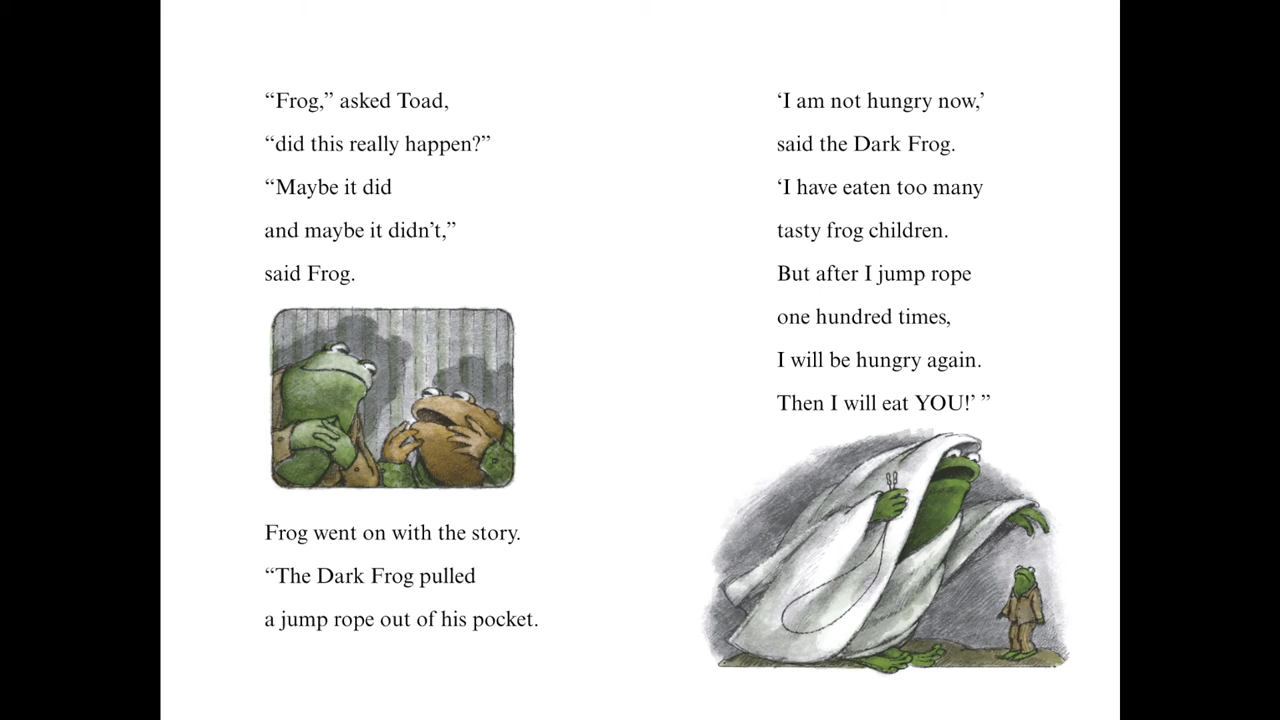 “Frog,” asked Toad,
“did this really happen?”
“Maybe it did
and maybe it didn’t,”
said Frog.
Frog went on with the story.
“The Dark Frog pulled
a jump rope out of his pocket.
‘I am not hungry now,’
said the Dark Frog.
‘I have eaten too many
tasty frog children.
But after I jump rope
one hundred times,
I will be hungry again.
Then I will eat YOU!’ ”